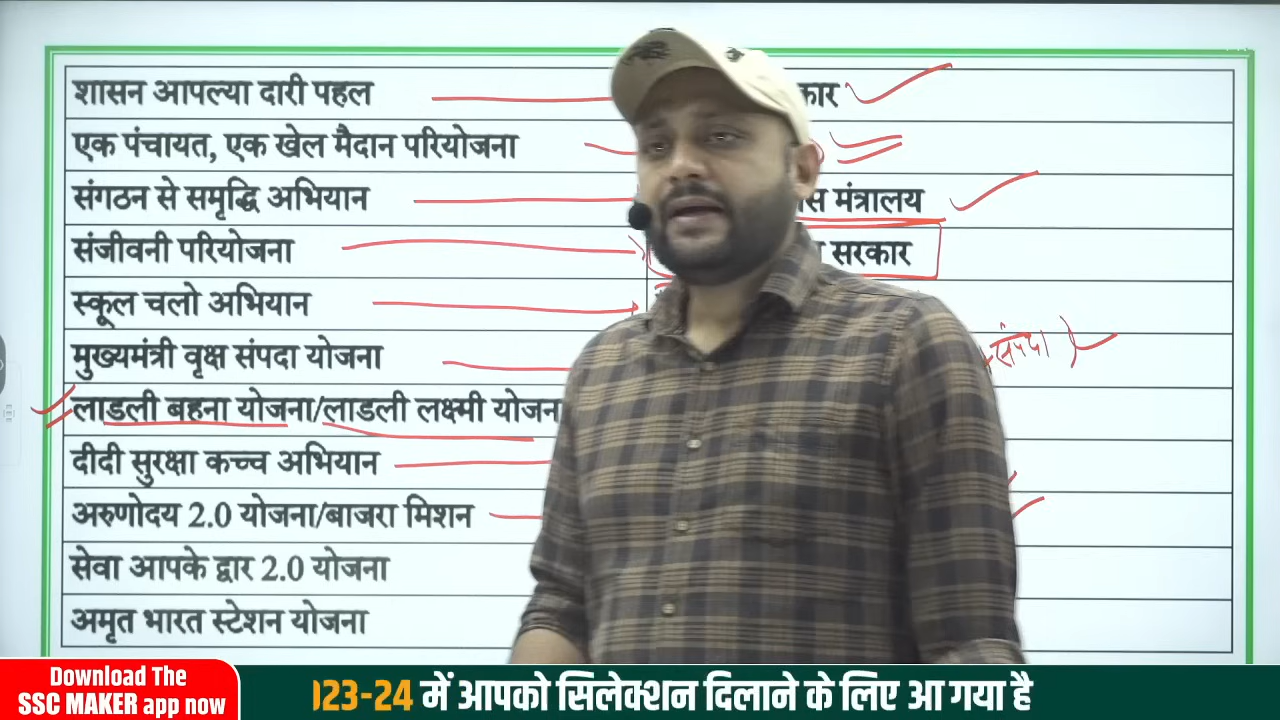 शासन आपल्या दारी पहल
कार
एक पंचायत, एक खेल मैदान परियोजना
संगठन से समृद्धि अभियान
स मंत्रालय
संजीवनी परियोजना
सरकार
स्कूल चलो अभियान
मुख्यमंत्री वृक्ष संपदा योजना
संपदा
लाडली बहना योजना/लाडली लक्ष्मी योजन
दीदी सुरक्षा कच्च अभियान
अरुणोदय 2.0 योजना/बाजरा मिशन
सेवा आपके द्वार 2.0 योजना
अमृत भारत स्टेशन योजना
Download The
SSC MAKER app now
023-24 में आपको सिलेक्शन दिलाने के लिए आ गया है